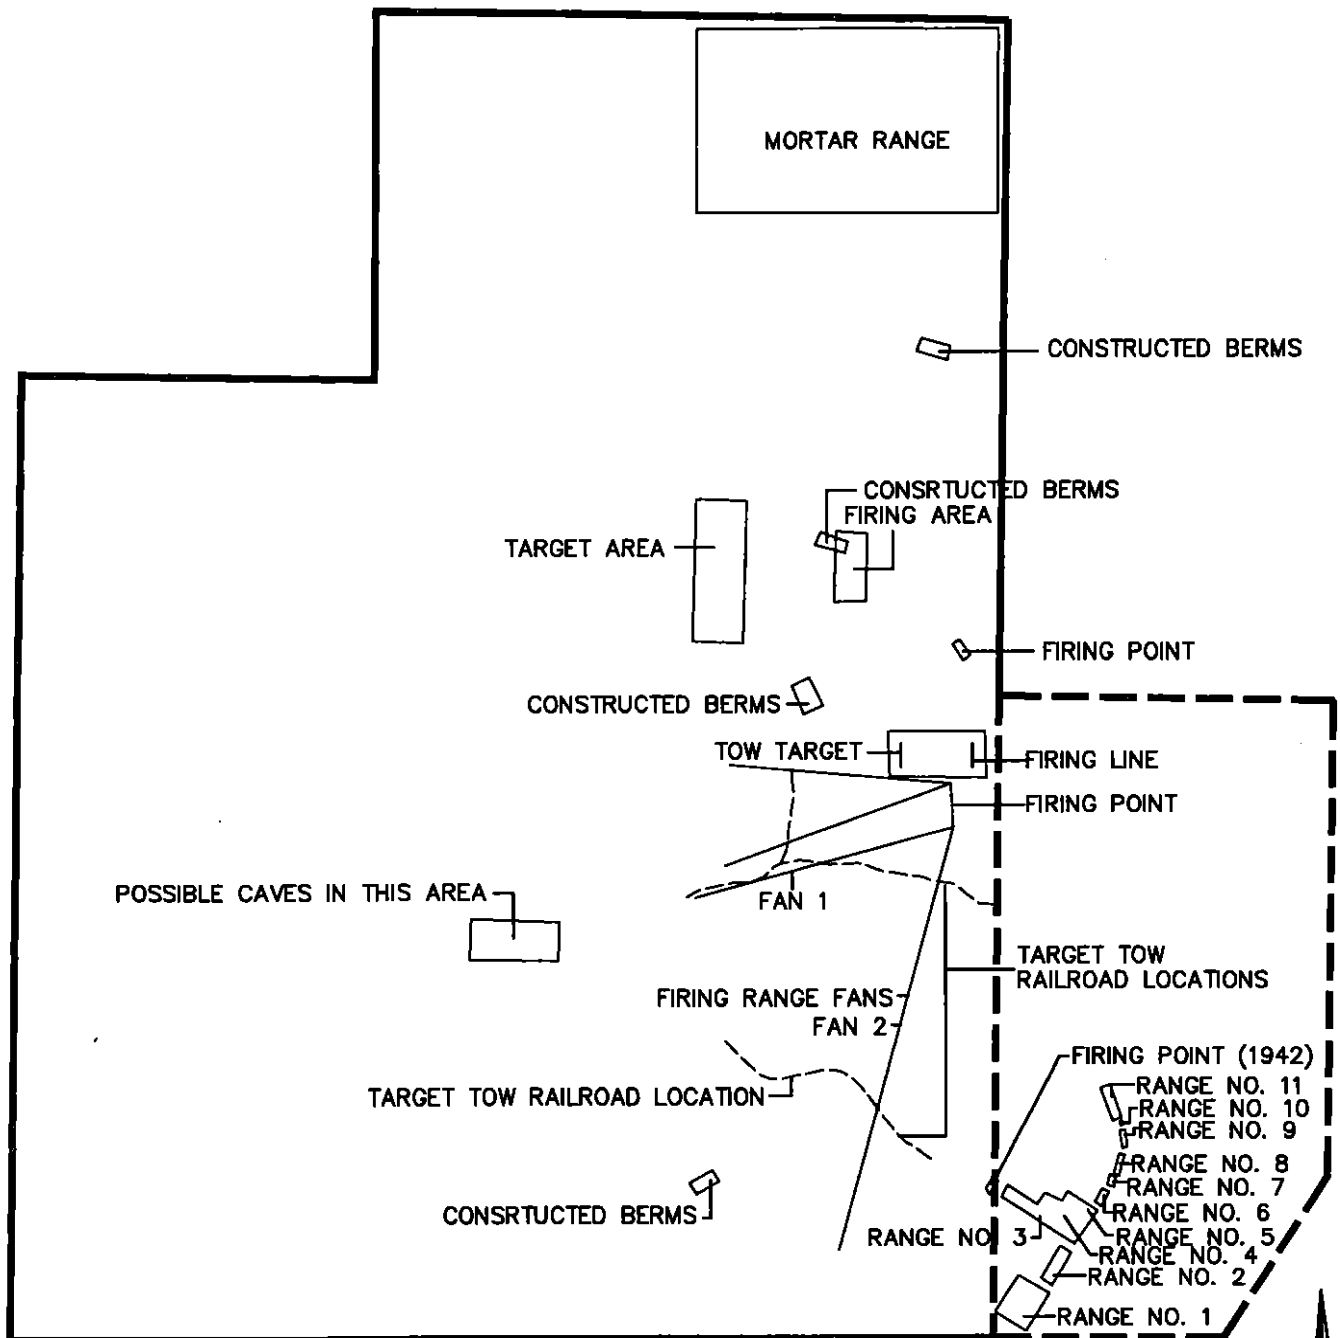 MORTAR RANGE
CONSTRUCTED BERMS
CONSRTUCTED BERMS
FIRING AREA
TARGET AREA
FIRING POINT
CONSTRUCTED BERMS
TOW TARGET
FIRING LINE
FIRING POINT
POSSIBLE CAVES IN THIS AREA
FAN 1
TARGET TOW
RAILROAD LOCATIONS
FIRING RANGE FANS
FAN 2
FIRING POINT (1942)
TARGET TOW RAILROAD LOCATION
RANGE NO. 11
RANGE NO. 10
RANGE NO. 9
RANGE NO. 8
RANGE NO. 7
CONSRTUCTED BERMS
RANGE NO. 6
RANGE NO. 3
RANGE NO. 5
RANGE NO. 4
RANGE NO. 2
RANGE NO. 1